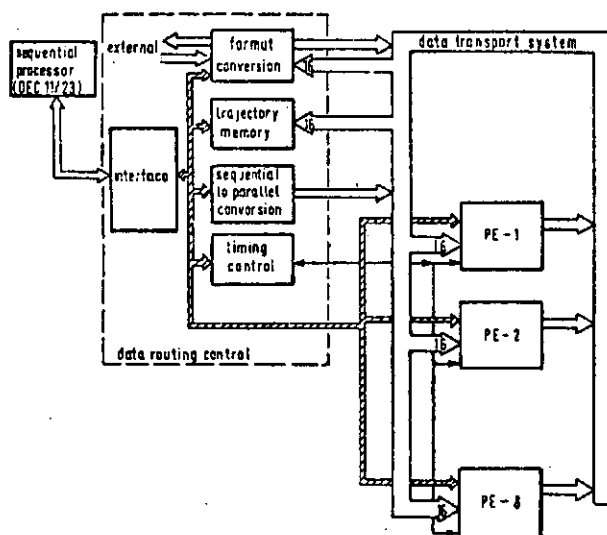 external
sequential
processor
(DEC 11/23)
format
conversion
16
data transport system
trajectory
memory
16
interface
sequential
to parallel
conversion
timing
control
PE-1
16
PE-2
16
data routing control
PE-8
16